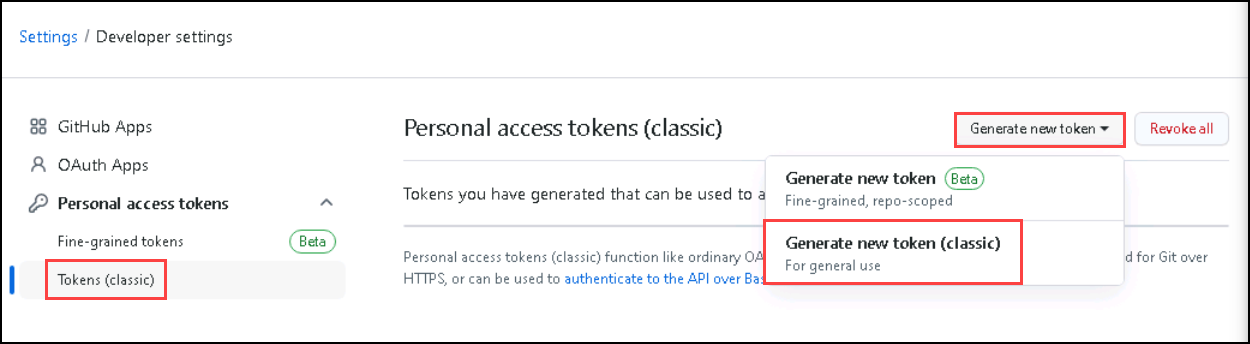 Settings / Developer settings
GitHub Apps
OAuth Apps
Personal access tokens
Fine-grained tokens Beta
Tokens (classic)
Personal access tokens (classic)
Generate new token
Revoke all
Generate new token Beta
Fine-grained, repo-scoped
Generate new token (classic)
For general use
Tokens you have generated that can be used to a
Personal access tokens (classic) function like ordinary OA d for Git over
HTTPS, or can be used to authenticate to the API over Bas